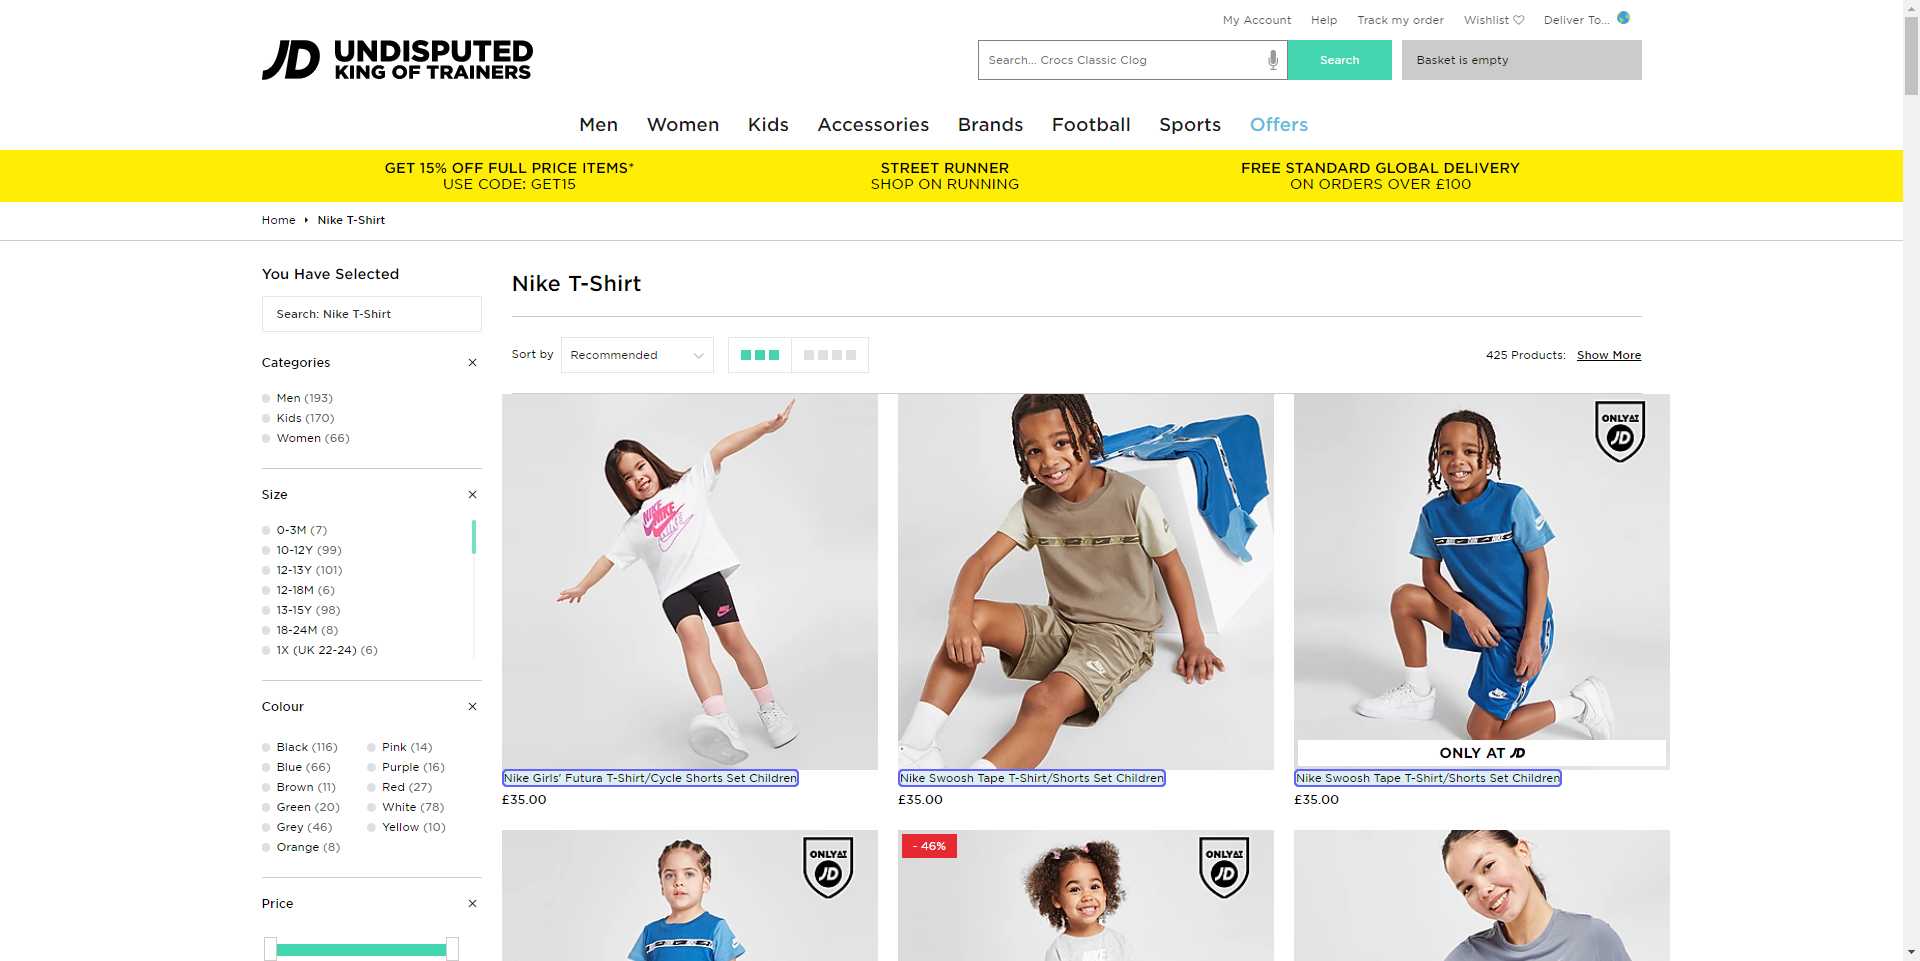 My Account Help Track my order Wishlist Deliver To...
JD UNDISPUTED
KING OF TRAINERS
Search... Crocs Classic Clog Search Basket is empty
Men Women Kids Accessories Brands Football Sports Offers
GET 15% OFF FULL PRICE ITEMS*
USE CODE: GET15
STREET RUNNER
SHOP ON RUNNING
FREE STANDARD GLOBAL DELIVERY
ON ORDERS OVER £100
Home Nike T-Shirt
You Have Selected
Search: Nike T-Shirt
Categories
Men (193)
Kids (170)
Women (66)
Size
0-3M (7)
10-12Y (99)
12-13Y (101)
12-18M (6)
13-15Y (98)
18-24M (8)
1X (UK 22-24) (6)
Colour
Black (116) Pink (14)
Blue (66) Purple (16)
Brown (11) Red (27)
Green (20) White (78)
Grey (46) Yellow (10)
Orange (8)
Price
Nike T-Shirt
Sort by Recommended
425 Products: Show More
ONLY AT
JD
ONLY AT JD
Nike Girls' Futura T-Shirt/Cycle Shorts Set Children
£35.00
Nike Swoosh Tape T-Shirt/Shorts Set Children
£35.00
Nike Swoosh Tape T-Shirt/Shorts Set Children
£35.00
ONLY AT
JD
- 46%
ONLY AT
JD